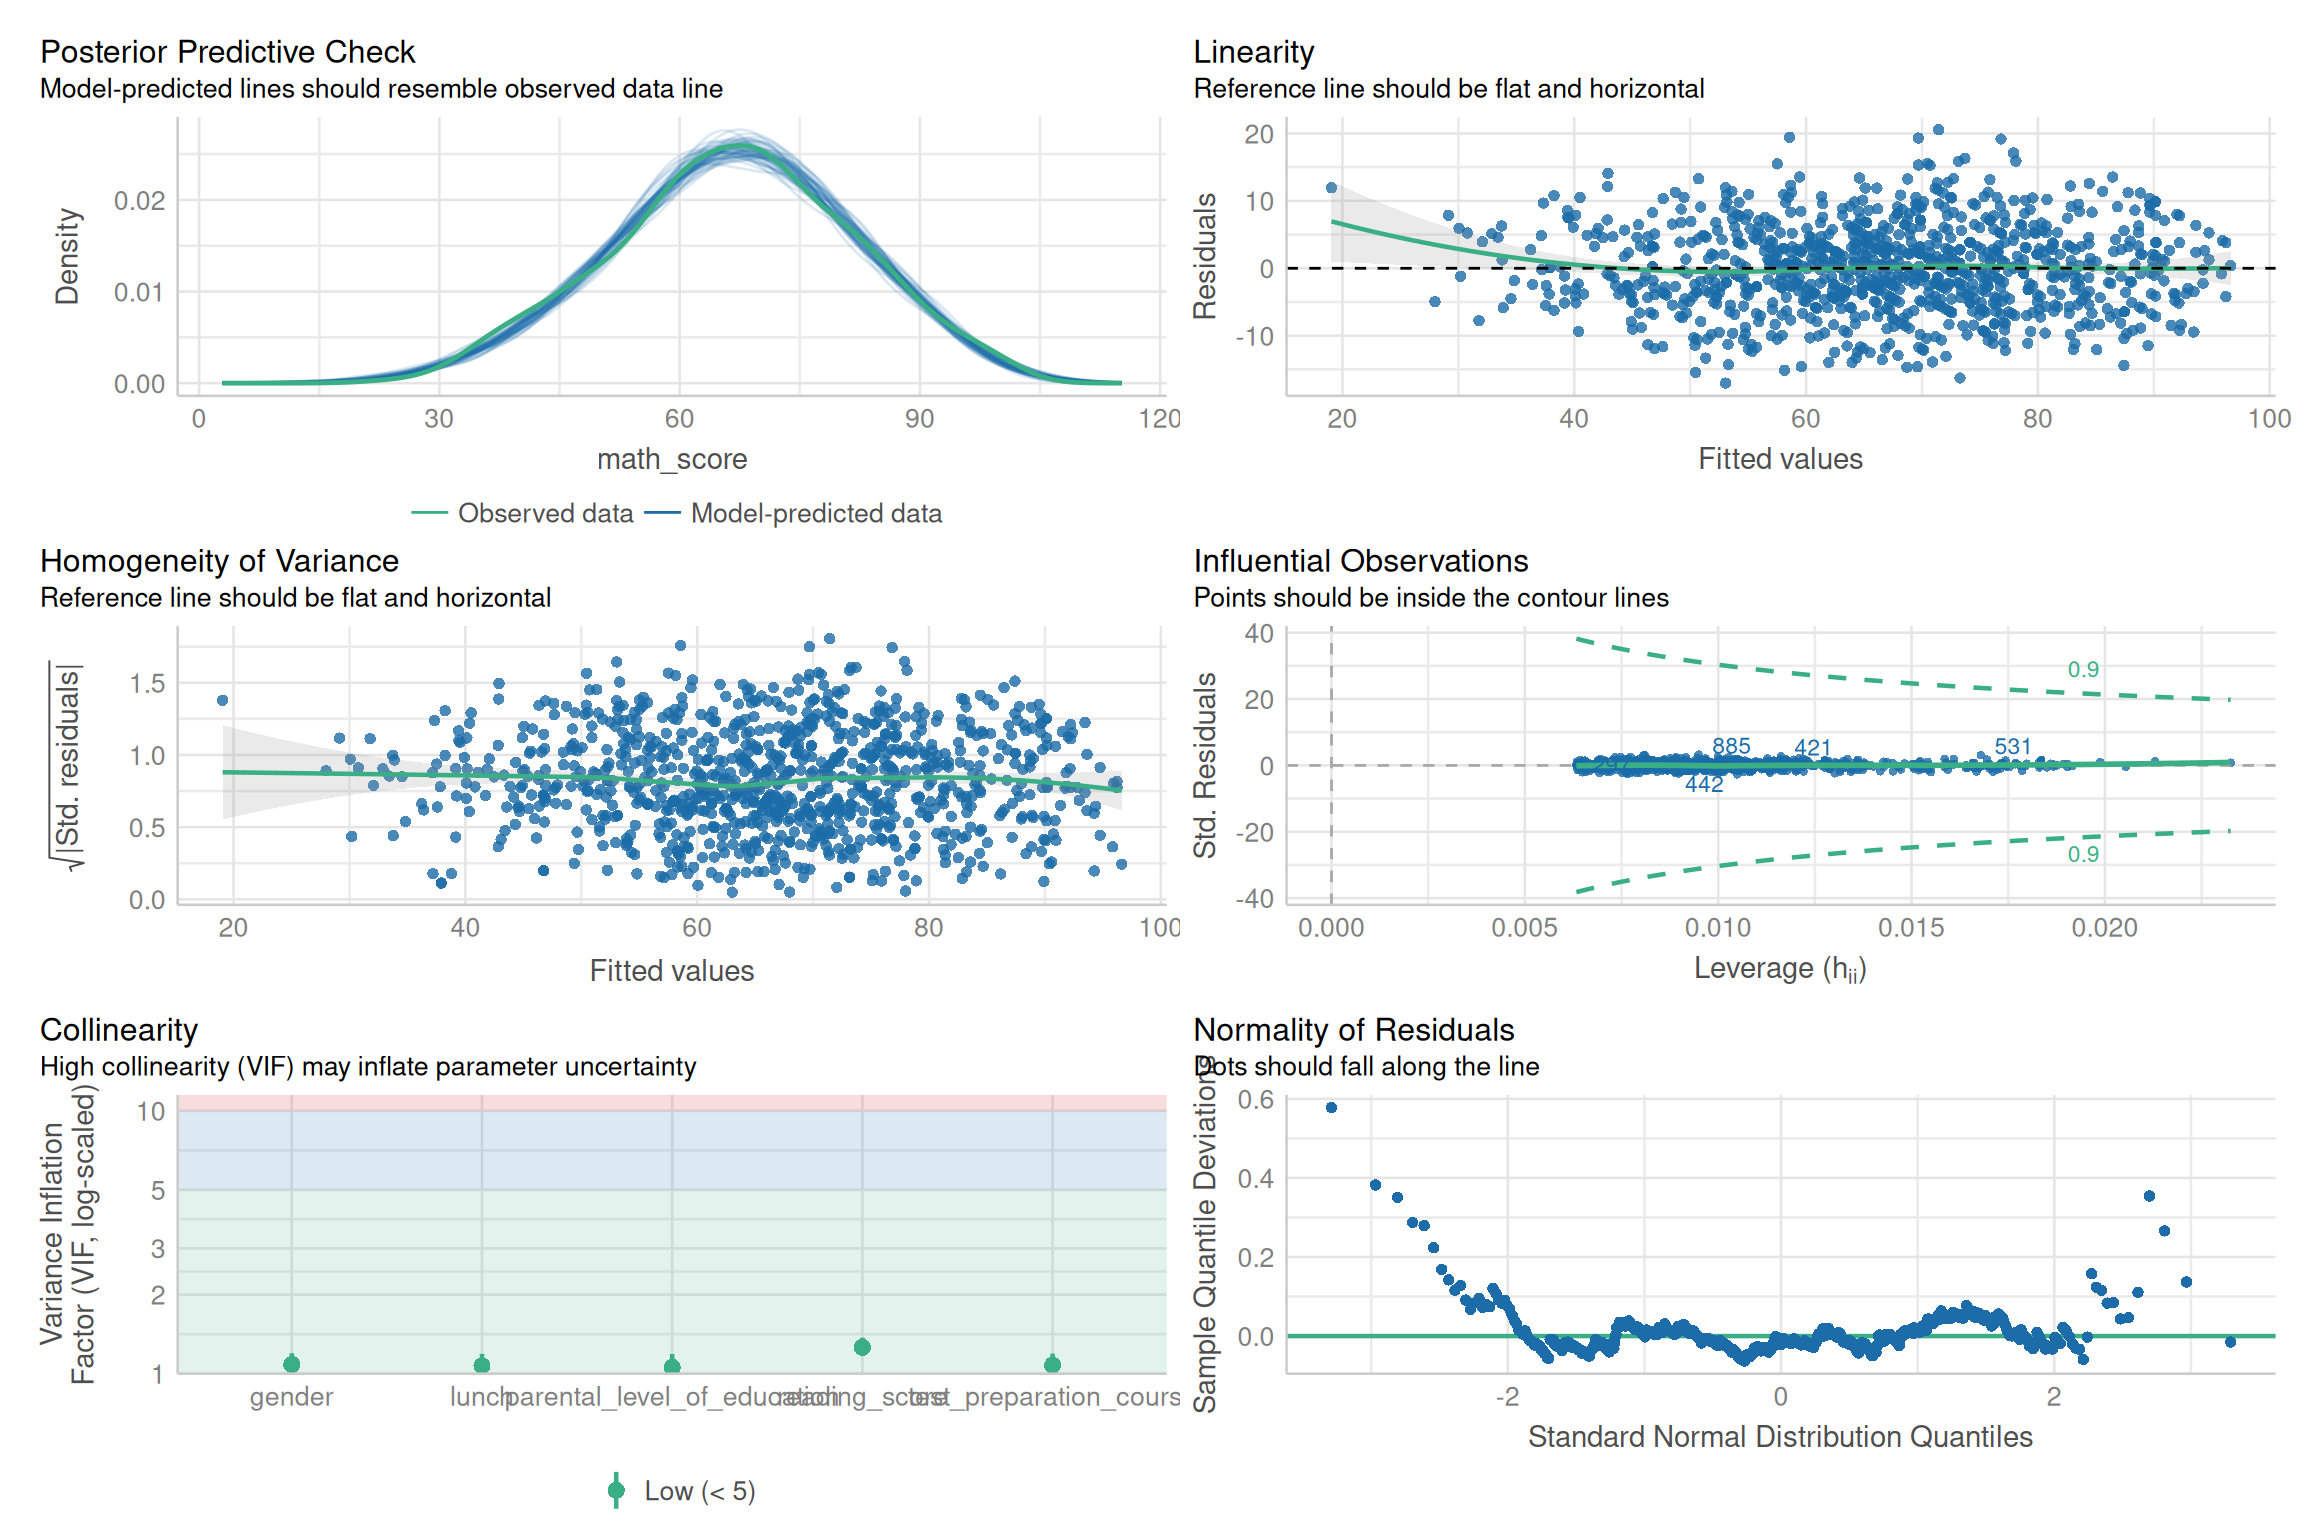 Posterior Predictive Check
Model-predicted lines should resemble observed data line
Density
0.02
0.01
0.00
0 30 60 90 120
math_score
Observed data Model-predicted data
Linearity
Reference line should be flat and horizontal
Residuals
20
10
0
-10
20 40 60 80 100
Fitted values
Homogeneity of Variance
Reference line should be flat and horizontal
√|Std. residuals|
1.5
1.0
0.5
0.0
20 40 60 80 100
Fitted values
Influential Observations
Points should be inside the contour lines
Std. Residuals
40
20
0
-20
-40
0.9
885 421 531
297
442
0.9
0.000 0.005 0.010 0.015 0.020
Leverage (hii)
Collinearity
High collinearity (VIF) may inflate parameter uncertainty
Variance Inflation
Factor (VIF, log-scaled)
10
5
3
2
1
gender lunch parental_level_of_education reading_score test_preparation_cours
Low (< 5)
Normality of Residuals
Dots should fall along the line
Sample Quantile Deviations
0.6
0.4
0.2
0.0
-2 0 2
Standard Normal Distribution Quantiles